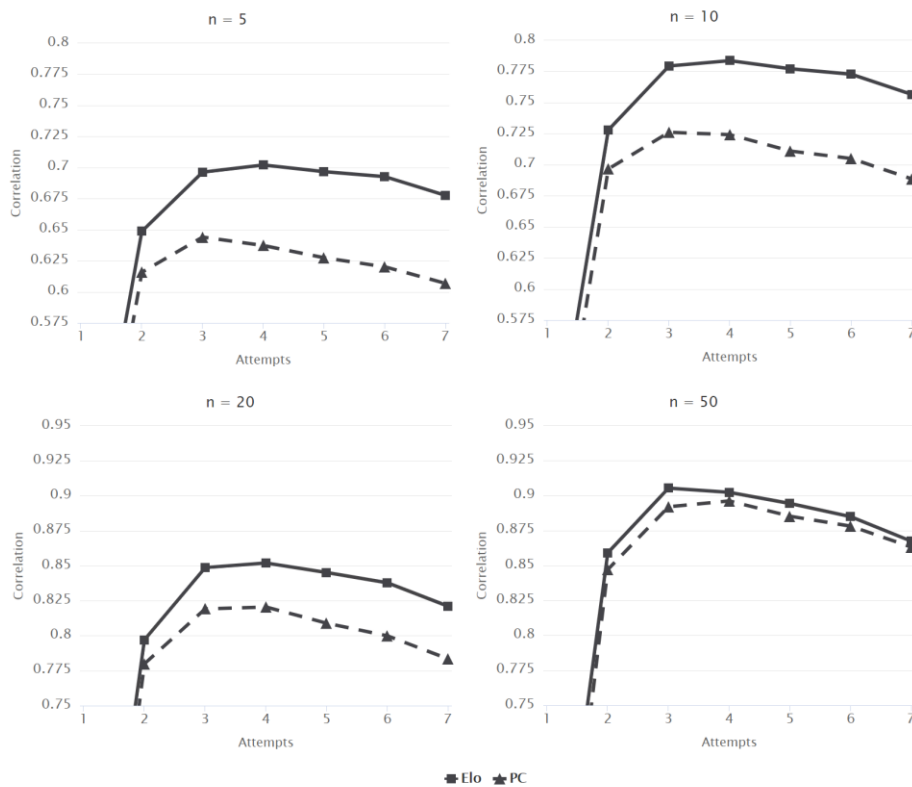 n = 5
0.8
0.775
0.75
0.725
0.7
0.675
0.65
0.625
0.6
0.575
Correlation
1 2 3 4 5 6 7
Attempts
n = 10
0.8
0.775
0.75
0.725
0.7
0.675
0.65
0.625
0.6
0.575
Correlation
1 2 3 4 5 6 7
Attempts
n = 20
0.95
0.925
0.9
0.875
0.85
0.825
0.8
0.775
0.75
Correlation
1 2 3 4 5 6 7
Attempts
n = 50
0.95
0.925
0.9
0.875
0.85
0.825
0.8
0.775
0.75
Correlation
1 2 3 4 5 6 7
Attempts
Elo PC